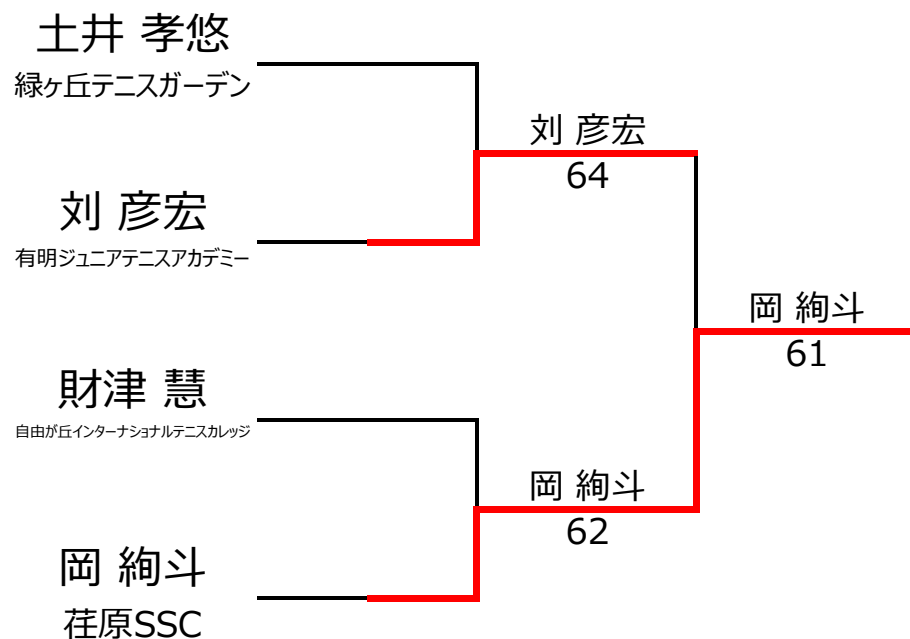 土井 孝悠
緑ヶ丘テニスガーデン
刘 彦宏
64
刘 彦宏
有明ジュニアテニスアカデミー
岡 絢斗
61
財津 慧
自由が丘インターナショナルテニスカレッジ
岡 絢斗
62
岡 絢斗
荏原SSC